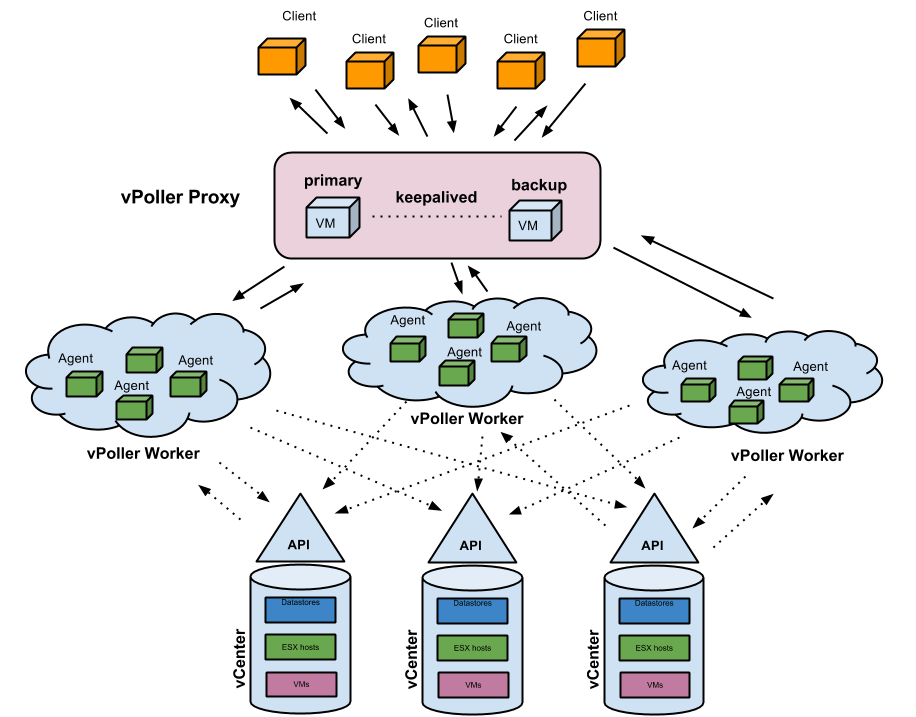 Client
Client
Client
Client
Client
vPoller Proxy
primary
keepalived
backup
VM
VM
Agent
Agent
Agent
Agent
Agent
Agent
Agent
Agent
Agent
vPoller Worker
vPoller Worker
vPoller Worker
API
API
API
vCenter
Datastores
ESX hosts
VMs
vCenter
Datastores
ESX hosts
VMs
vCenter
Datastores
ESX hosts
VMs